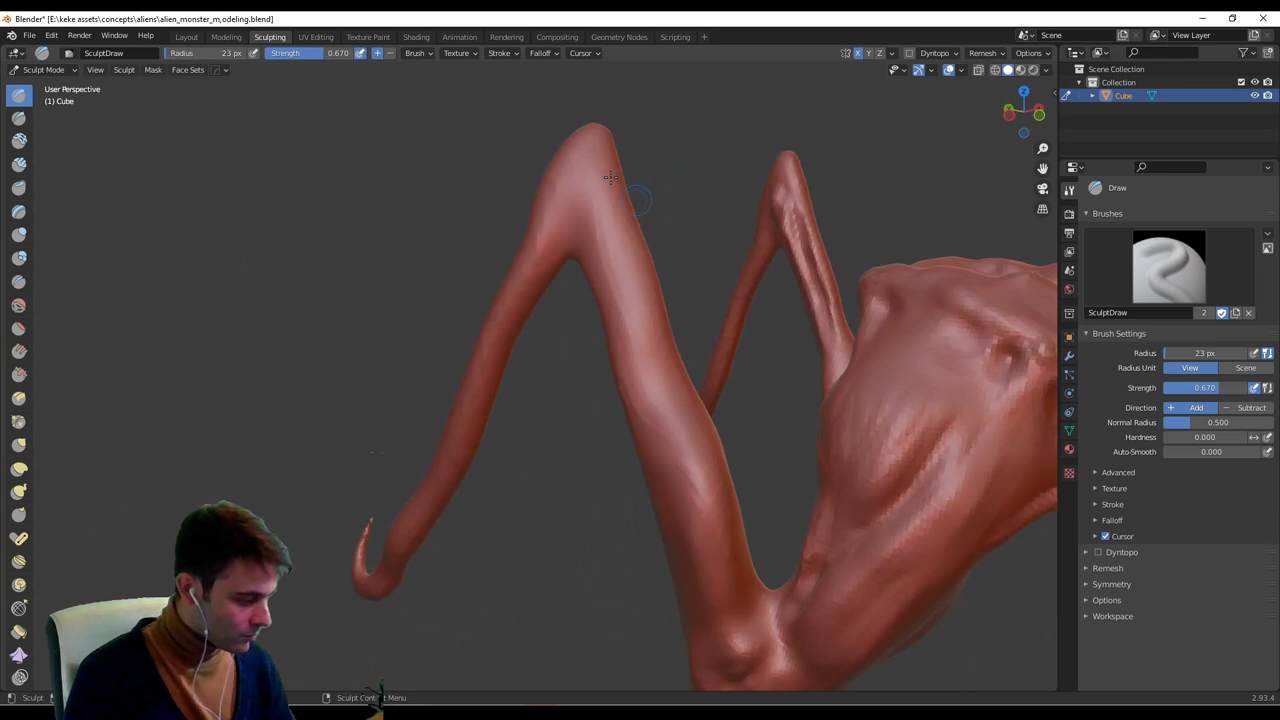 Blender* [E:\keke assets\concepts\aliens\alien_monster_m,odeling.blend]
File Edit Render Window Help Layout Modeling Sculpting UV Editing Texture Paint Shading Animation Rendering Compositing Geometry Nodes Scripting + Scene View Layer
SculptDraw Radius 23 px Strength 0.670 + − Brush Texture Stroke Falloff Cursor X Y Z Dyntopo Remesh Options
Sculpt Mode View Sculpt Mask Face Sets
Scene Collection
Collection
Cube
User Perspective
(1) Cube
Z
Draw
Brushes
SculptDraw 2
Brush Settings
Radius 23 px
Radius Unit View Scene
Strength 0.670
Direction + Add − Subtract
Normal Radius 0.500
Hardness 0.000
Auto-Smooth 0.000
Advanced
Texture
Stroke
Falloff
Cursor
Dyntopo
Remesh
Symmetry
Options
Workspace
Sculpt
2.93.4